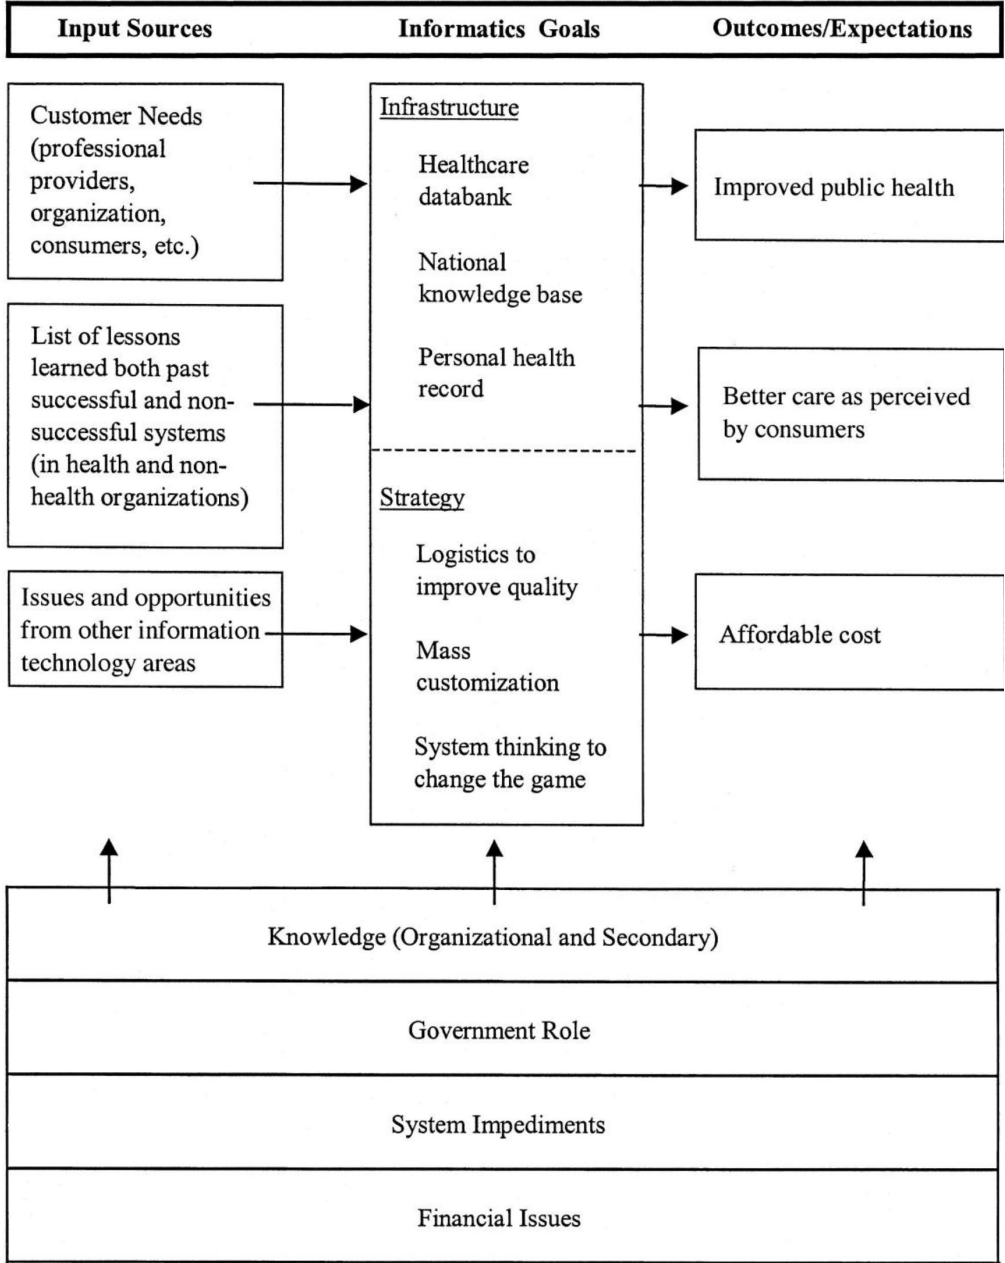 Input Sources
Informatics Goals
Outcomes/Expectations
Customer Needs
(professional
providers,
organization,
consumers, etc.)
List of lessons
learned both past
successful and non-
successful systems
(in health and non-
health organizations)
Issues and opportunities
from other information
technology areas
Infrastructure
Healthcare
databank
National
knowledge base
Personal health
record
Strategy
Logistics to
improve quality
Mass
customization
System thinking to
change the game
Improved public health
Better care as perceived
by consumers
Affordable cost
Knowledge (Organizational and Secondary)
Government Role
System Impediments
Financial Issues